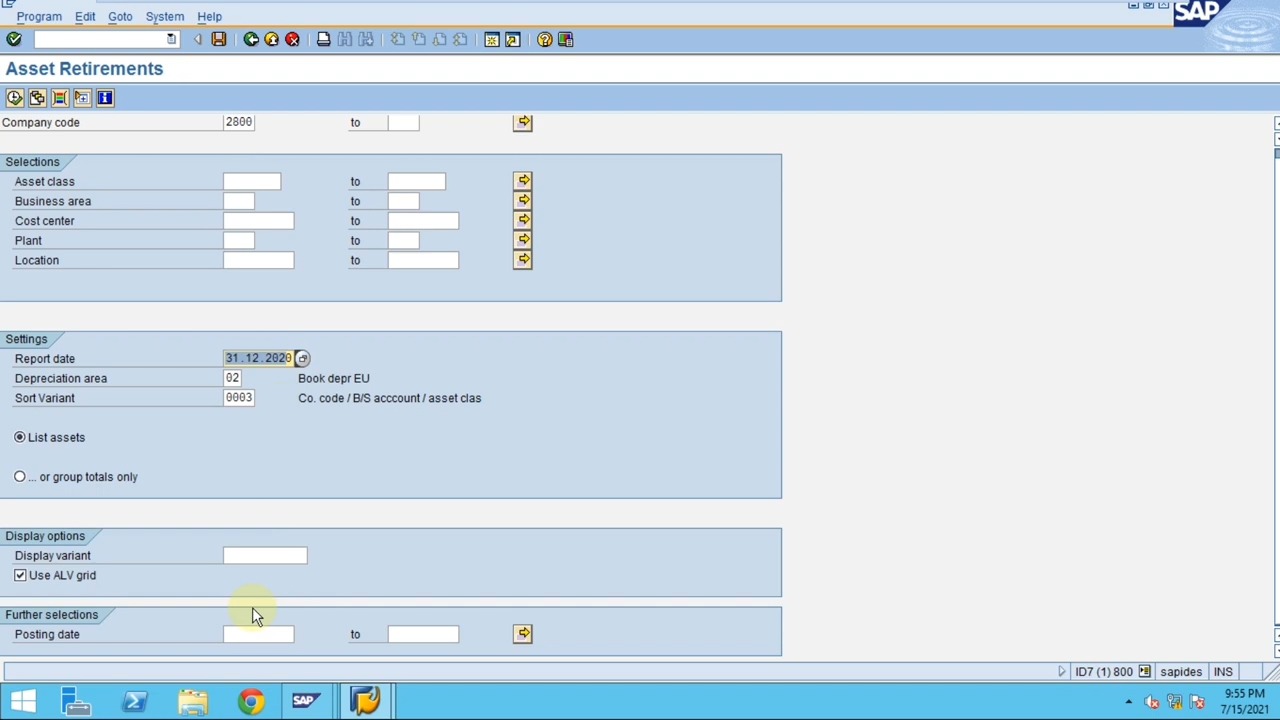 Program Edit Goto System Help
SAP
Asset Retirements
Company code 2800 to
Selections
Asset class to
Business area to
Cost center to
Plant to
Location to
Settings
Report date 31.12.2020
Depreciation area 02 Book depr EU
Sort Variant 0003 Co. code / B/S acccount / asset clas
List assets
... or group totals only
Display options
Display variant
Use ALV grid
Further selections
Posting date to
ID7 (1) 800 sapides INS
SAP
9:55 PM
7/15/2021